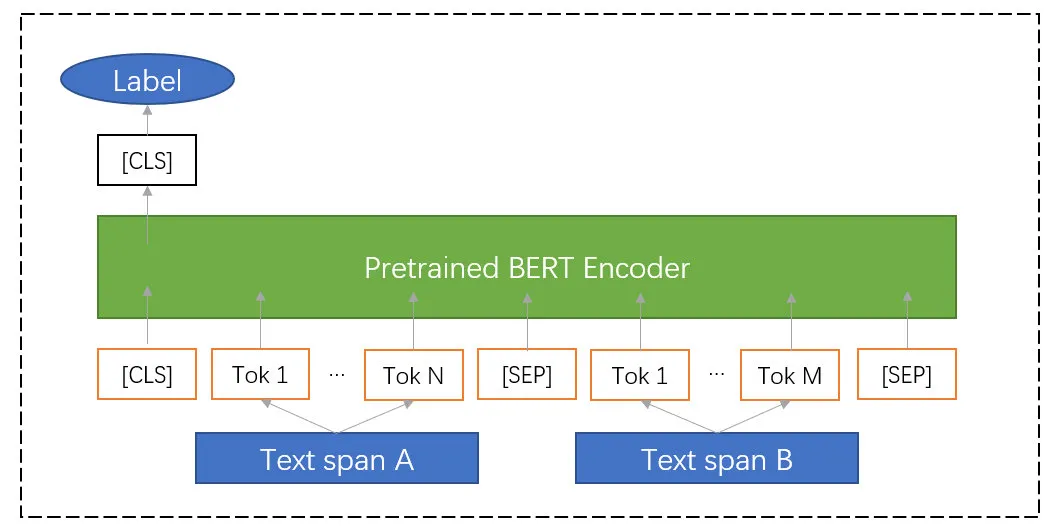 Label
[CLS]
Pretrained BERT Encoder
[CLS] Tok 1 ... Tok N [SEP] Tok 1 ... Tok M [SEP]
Text span A Text span B